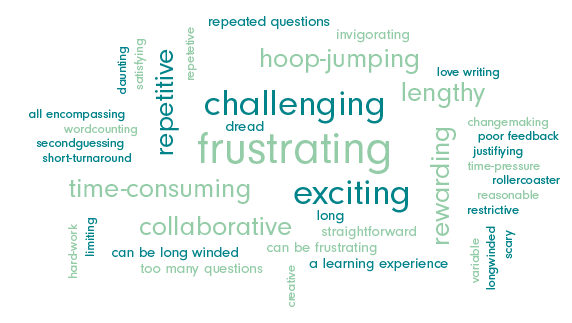 repeated questions
invigorating
daunting
satisfying
repetitive
repetetive
hoop-jumping
love writing
challenging
lengthy
all encompassing
wordcounting
secondguessing
short-turnaround
dread
frustrating
changemaking
poor feedback
justifiying
time-pressure
rollercoaster
reasonable
restrictive
rewarding
time-consuming
exciting
long
collaborative
straightforward
can be frustrating
hard-work
limiting
can be long winded
too many questions
a learning experience
creative
variable
longwinded
scary